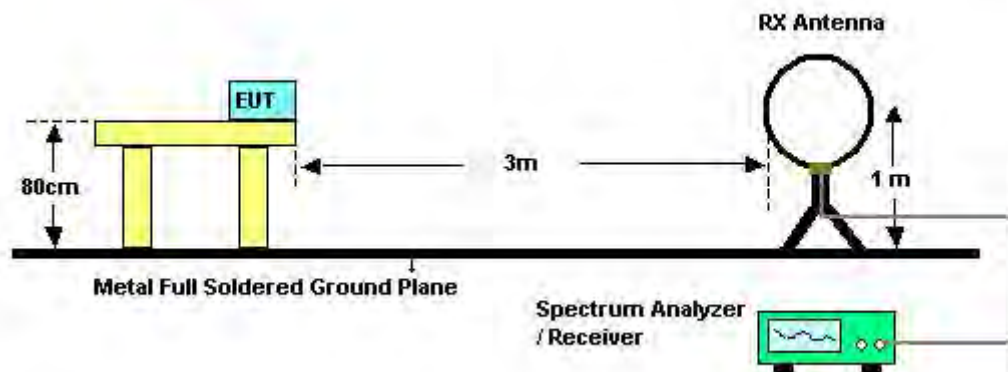 RX Antenna
EUT
80cm
3m
1 m
Metal Full Soldered Ground Plane
Spectrum Analyzer
/ Receiver